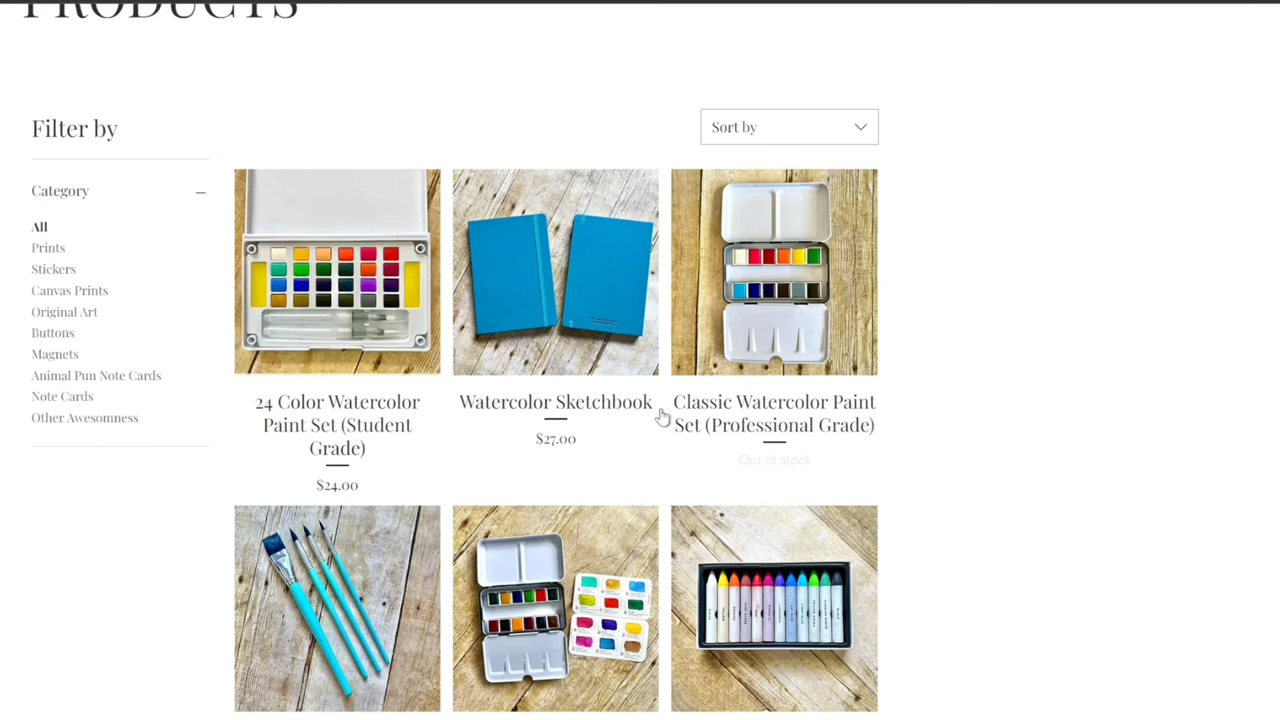 PRODUCTS
Filter by
Sort by
Category
All
Prints
Stickers
Canvas Prints
Original Art
Buttons
Magnets
Animal Pun Note Cards
Note Cards
Other Awesomness
24 Color Watercolor
Paint Set (Student
Grade)
$24.00
Watercolor Sketchbook
$27.00
Classic Watercolor Paint
Set (Professional Grade)
Out of stock